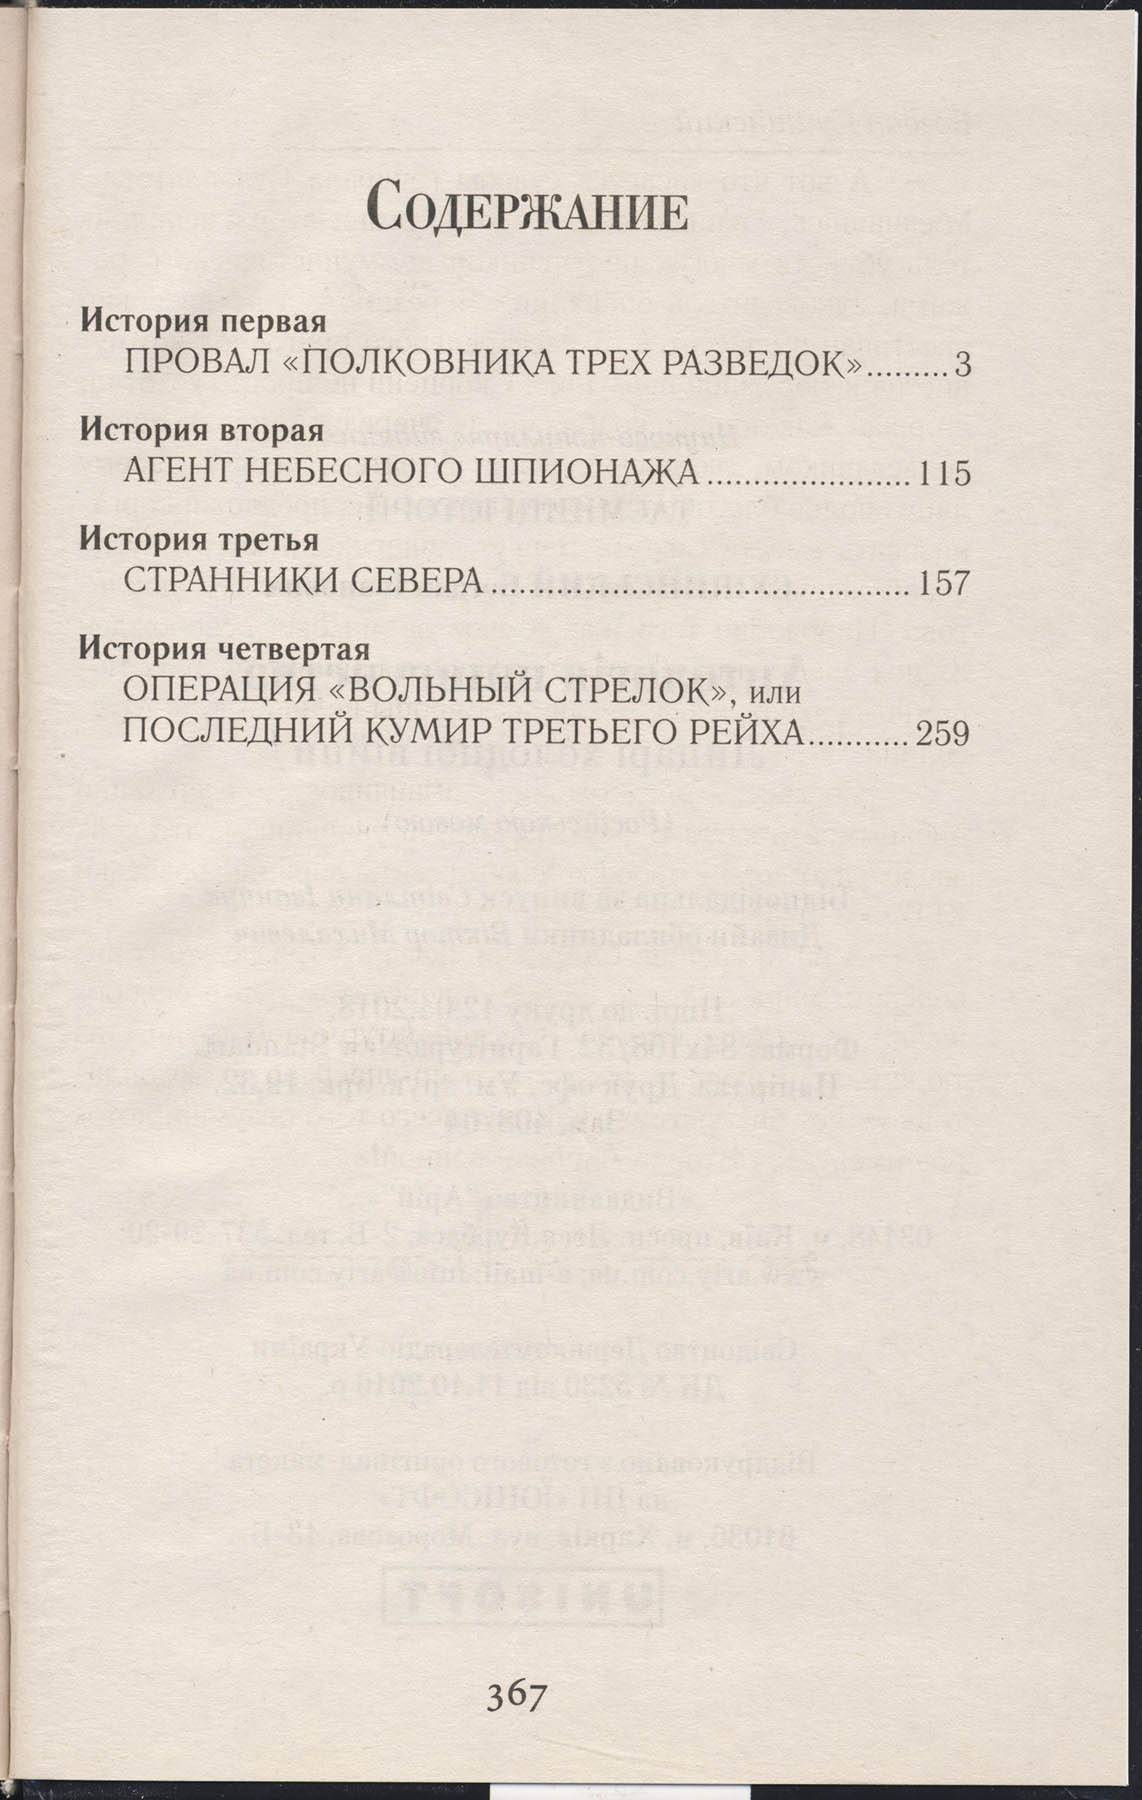 Содержание
История первая
ПРОВАЛ «ПОЛКОВНИКА ТРЕХ РАЗВЕДОК».........3
История вторая
АГЕНТ НЕБЕСНОГО ШПИОНАЖА......................115
История третья
СТРАННИКИ СЕВЕРА.............................................157
История четвертая
ОПЕРАЦИЯ «ВОЛЬНЫЙ СТРЕЛОК», или
ПОСЛЕДНИЙ КУМИР ТРЕТЬЕГО РЕЙХА...........259
367